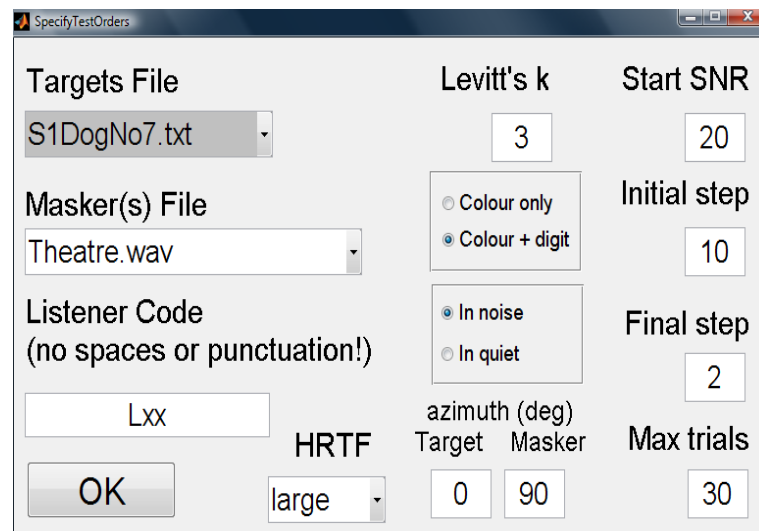 SpecifyTestOrders
Targets File
S1DogNo7.txt
Masker(s) File
Theatre.wav
Listener Code
(no spaces or punctuation!)
Lxx
OK
HRTF
large
Levitt's k
3
Colour only
Colour + digit
In noise
In quiet
azimuth (deg)
Target Masker
0 90
Start SNR
20
Initial step
10
Final step
2
Max trials
30